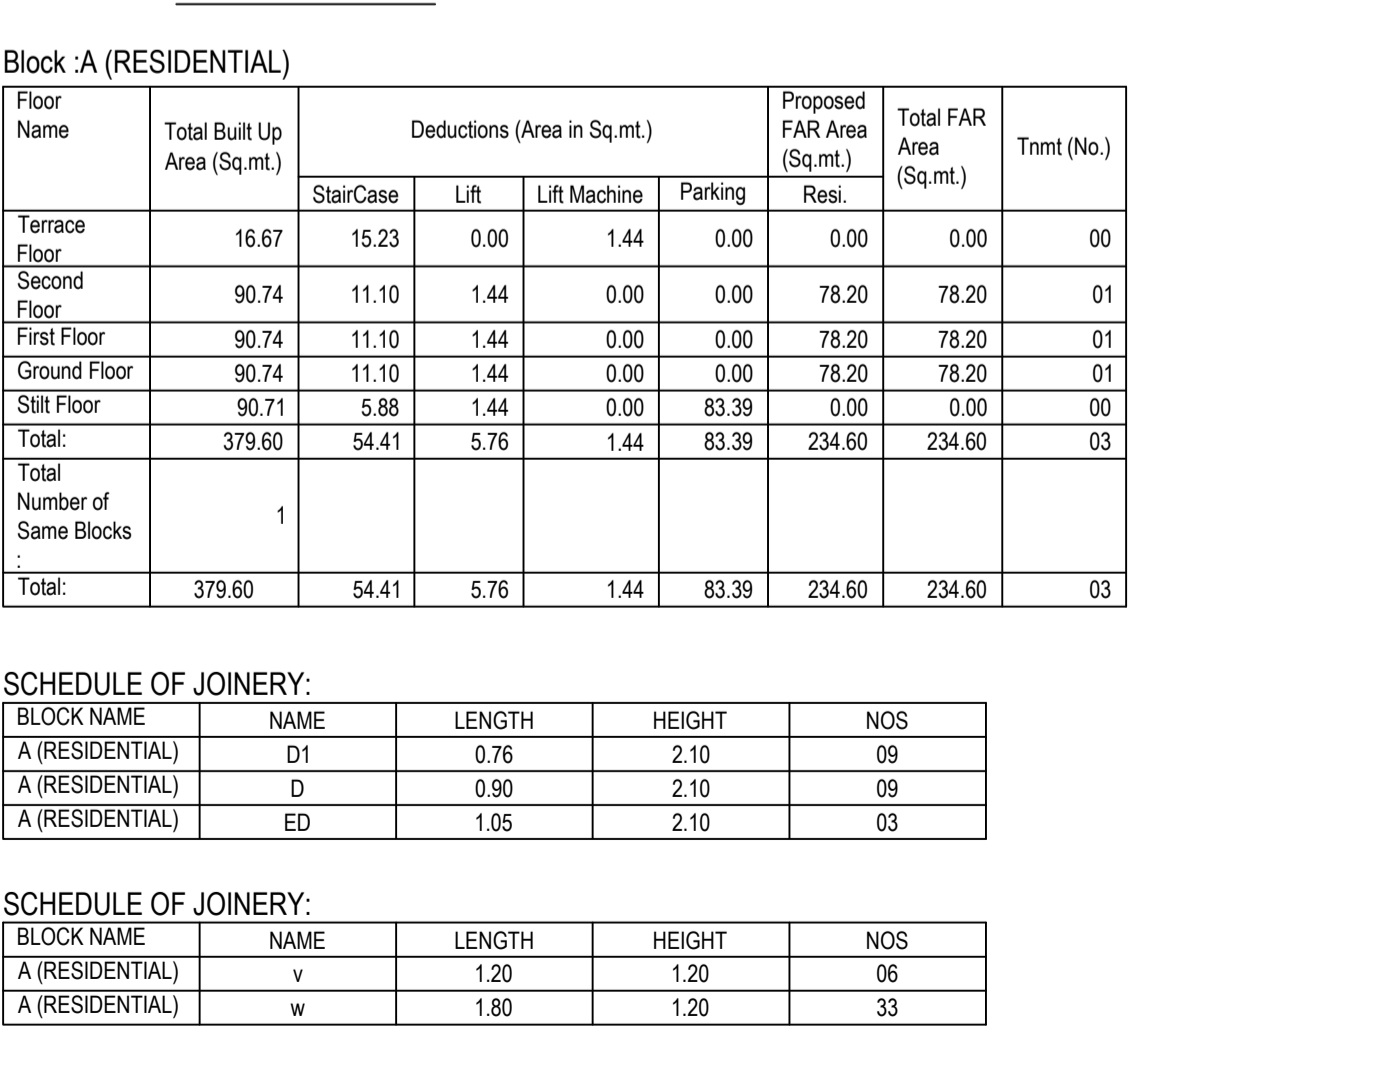 Block :A (RESIDENTIAL)
Floor Name Total Built Up Area (Sq.mt.) Deductions (Area in Sq.mt.) Proposed FAR Area (Sq.mt.) Total FAR Area (Sq.mt.) Tnmt (No.)
StairCase Lift Lift Machine Parking Resi.
Terrace Floor 16.67 15.23 0.00 1.44 0.00 0.00 0.00 00
Second Floor 90.74 11.10 1.44 0.00 0.00 78.20 78.20 01
First Floor 90.74 11.10 1.44 0.00 0.00 78.20 78.20 01
Ground Floor 90.74 11.10 1.44 0.00 0.00 78.20 78.20 01
Stilt Floor 90.71 5.88 1.44 0.00 83.39 0.00 0.00 00
Total: 379.60 54.41 5.76 1.44 83.39 234.60 234.60 03
Total Number of Same Blocks : 1
Total: 379.60 54.41 5.76 1.44 83.39 234.60 234.60 03
SCHEDULE OF JOINERY:
BLOCK NAME NAME LENGTH HEIGHT NOS
A (RESIDENTIAL) D1 0.76 2.10 09
A (RESIDENTIAL) D 0.90 2.10 09
A (RESIDENTIAL) ED 1.05 2.10 03
SCHEDULE OF JOINERY:
BLOCK NAME NAME LENGTH HEIGHT NOS
A (RESIDENTIAL) v 1.20 1.20 06
A (RESIDENTIAL) w 1.80 1.20 33